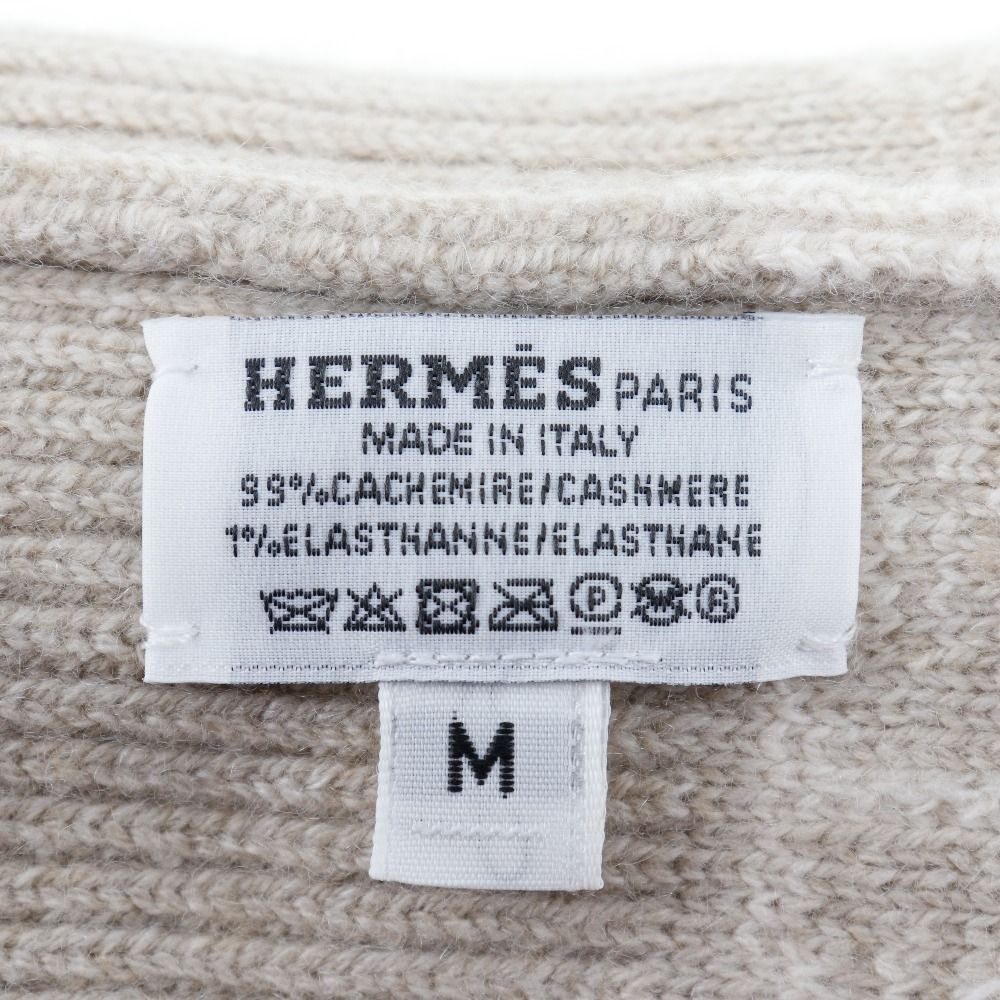 HERMÈS PARIS
MADE IN ITALY
99%CACHEMIRE/CASHMERE
1%ELASTHANNE/ELASTHANE
P W R
M